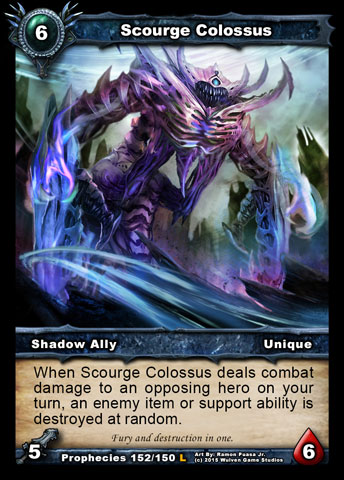 6
Scourge Colossus
Shadow Ally Unique
When Scourge Colossus deals combat
damage to an opposing hero on your
turn, an enemy item or support ability is
destroyed at random.
Fury and destruction in one.
5
Prophecies 152/150 L
Art By: Ramon Puasa Jr.
(c) 2015 Wulven Game Studios
6